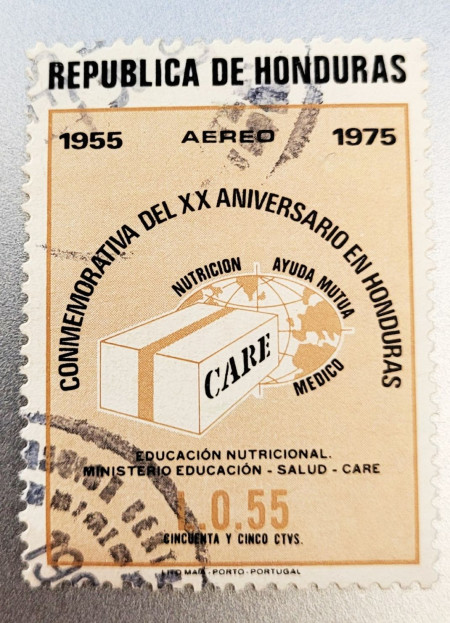 REPUBLICA DE HONDURAS
1955 AEREO 1975
CONMEMORATIVA DEL XX ANIVERSARIO EN HONDURAS
NUTRICION AYUDA MUTUA
MEDICO
CARE
EDUCACIÓN NUTRICIONAL.
MINISTERIO EDUCACIÓN - SALUD - CARE
L.0.55
CINCUENTA Y CINCO CTVS.
LITO MAIA - PORTO - PORTUGAL